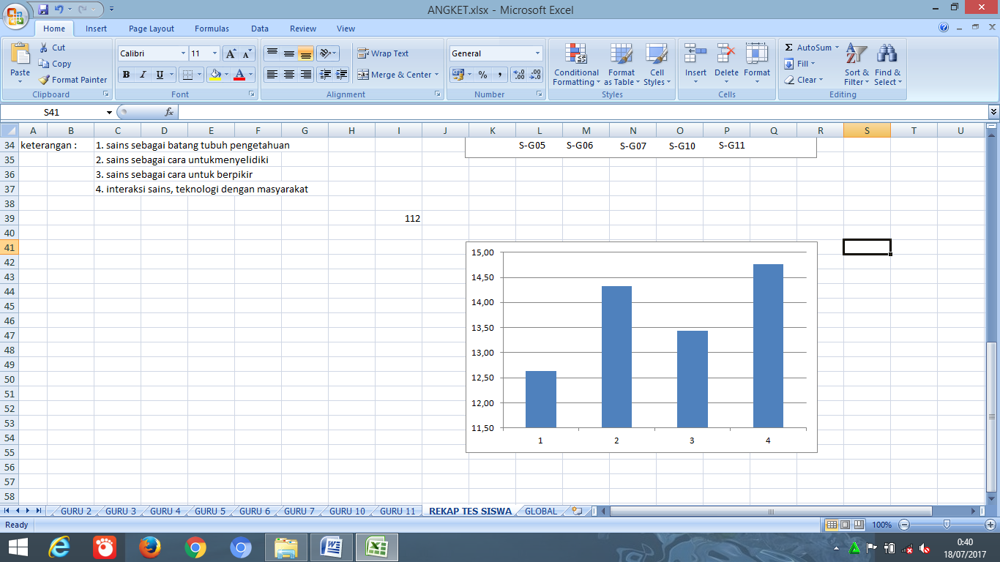 ANGKET.xlsx - Microsoft Excel
Home Insert Page Layout Formulas Data Review View
Paste Cut Copy Format Painter Clipboard
Calibri 11 A A B I U A Font
Wrap Text Merge & Center Alignment
General % , Number
Conditional Formatting Format as Table Cell Styles Styles
Insert Delete Format Cells
Σ AutoSum Fill Clear Sort & Filter Find & Select Editing
S41 fx
A B C D E F G H I J K L M N O P Q R S T U
34 keterangan : 1. sains sebagai batang tubuh pengetahuan S-G05 S-G06 S-G07 S-G10 S-G11
35 2. sains sebagai cara untukmenyelidiki
36 3. sains sebagai cara untuk berpikir
37 4. interaksi sains, teknologi dengan masyarakat
38
39 112
40
41
42
43
44
45
46
47
48
49
50
51
52
53
54
55
56
57
58
15,00
14,50
14,00
13,50
13,00
12,50
12,00
11,50
1 2 3 4
GURU 2 GURU 3 GURU 4 GURU 5 GURU 6 GURU 7 GURU 10 GURU 11 REKAP TES SISWA GLOBAL
Ready 100%
0:40
18/07/2017